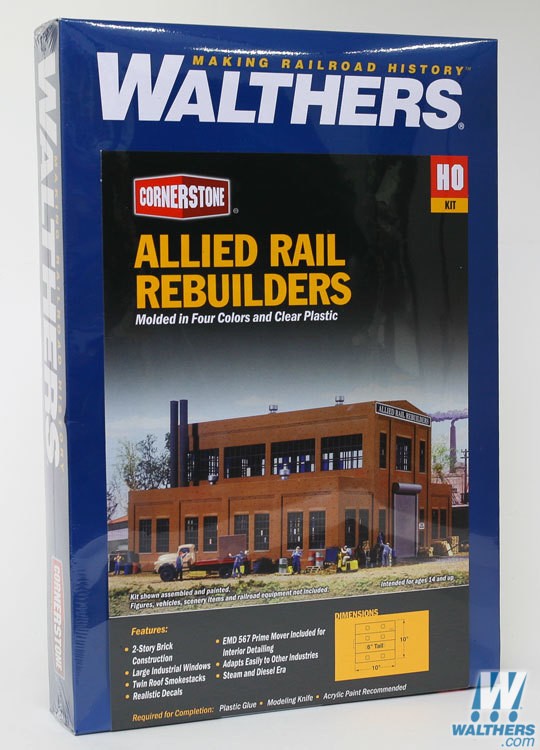 MAKING RAILROAD HISTORY™
WALTHERS®
WALTHERS
MAKING RAILROAD HISTORY
CORNERSTONE®
HO
KIT
ALLIED RAIL
REBUILDERS
Molded in Four Colors and Clear Plastic
ALLIED RAIL REBUILDERS
Kit shown assembled and painted.
Figures, vehicles, scenery items and railroad equipment not included.
Intended for ages 14 and up
CORNERSTONE
Features:
• 2-Story Brick
Construction
• Large Industrial Windows
• Twin Roof Smokestacks
• Realistic Decals
• EMD 567 Prime Mover Included for
Interior Detailing
• Adapts Easily to Other Industries
• Steam and Diesel Era
DIMENSIONS
6" Tall
10"
10"
Required for Completion: Plastic Glue • Modeling Knife • Acrylic Paint Recommended
W
WALTHERS
.com